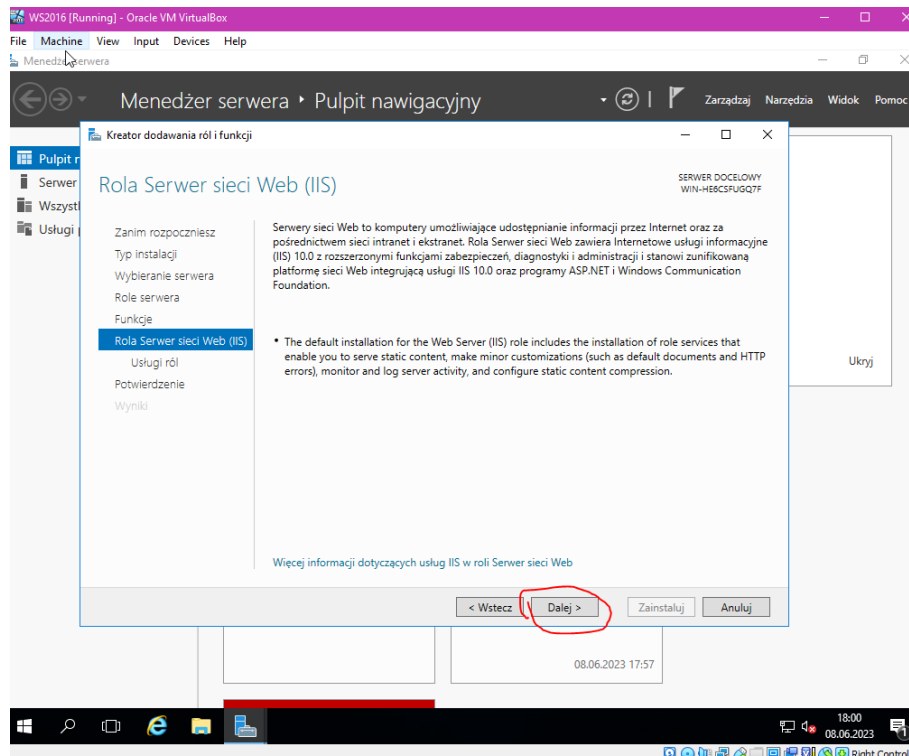 WS2016 [Running] - Oracle VM VirtualBox
File Machine View Input Devices Help
Menedżer serwera
Menedżer serwera Pulpit nawigacyjny
Zarządzaj Narzędzia Widok Pomoc
Kreator dodawania ról i funkcji
Pulpit
Serwer
Usługi
Rola Serwer sieci Web (IIS)
SERWER DOCELOWY
WIN-HE6CSFUGQ7F
Zanim rozpoczniesz
Typ instalacji
Wybieranie serwera
Role serwera
Funkcje
Rola Serwer sieci Web (IIS)
Usługi ról
Potwierdzenie
Wyniki
Serwery sieci Web to komputery umożliwiające udostępnianie informacji przez Internet oraz za
pośrednictwem sieci intranet i ekstranet. Rola Serwer sieci Web zawiera Internetowe usługi informacyjne
(IIS) 10.0 z rozszerzonymi funkcjami zabezpieczeń, diagnostyki i administracji i stanowi zunifikowaną
platformę sieci Web integrującą usługi IIS 10.0 oraz programy ASP.NET i Windows Communication
Foundation.
• The default installation for the Web Server (IIS) role includes the installation of role services that
enable you to serve static content, make minor customizations (such as default documents and HTTP
errors), monitor and log server activity, and configure static content compression.
Ukryj
Więcej informacji dotyczących usług IIS w roli Serwer sieci Web
< Wstecz Dalej > Zainstaluj Anuluj
08.06.2023 17:57
18:00
08.06.2023
1
Right Control